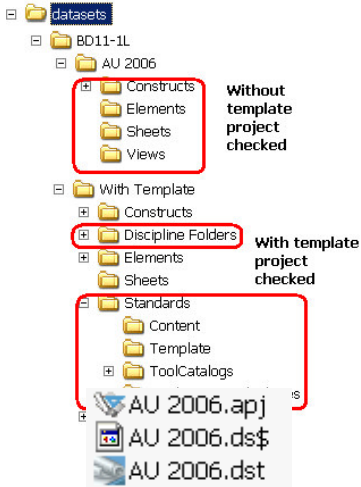 datasets
BD11-1L
AU 2006
Constructs
Elements
Sheets
Views
Without
template
project
checked
With Template
Constructs
Discipline Folders
Elements
Sheets
With template
project
checked
Standards
Content
Template
ToolCatalogs
AU 2006.apj
AU 2006.ds$
AU 2006.dst